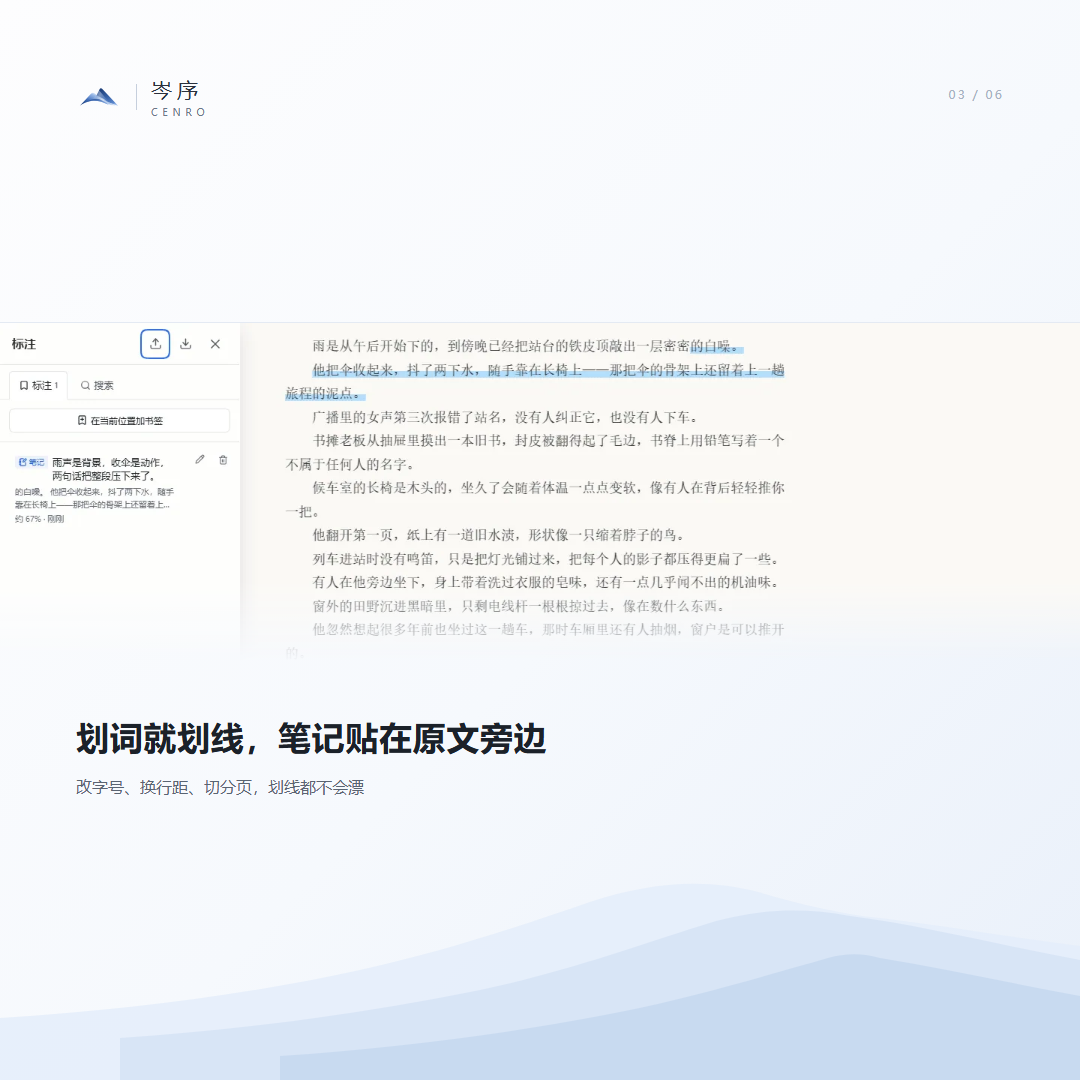 岑序
CENRO
03 / 06
标注
标注 1
搜索
在当前位置加书签
笔记 雨声是背景，收伞是动作，
两句话把整段压下来了。
的白噪。 他把伞收起来，抖了两下水，随手
靠在长椅上——那把伞的骨架上还留着上...
约 67% · 刚刚
雨是从午后开始下的，到傍晚已经把站台的铁皮顶敲出一层密密的白噪。
他把伞收起来，抖了两下水，随手靠在长椅上——那把伞的骨架上还留着上一趟
旅程的泥点。
广播里的女声第三次报错了站名，没有人纠正它，也没有人下车。
书摊老板从抽屉里摸出一本旧书，封皮被翻得起了毛边，书脊上用铅笔写着一个
不属于任何人的名字。
候车室的长椅是木头的，坐久了会随着体温一点点变软，像有人在背后轻轻推你
一把。
他翻开第一页，纸上有一道旧水渍，形状像一只缩着脖子的鸟。
列车进站时没有鸣笛，只是把灯光铺过来，把每个人的影子都压得更扁了一些。
有人在他旁边坐下，身上带着洗过衣服的皂味，还有一点几乎闻不出的机油味。
窗外的田野沉进黑暗里，只剩电线杆一根根掠过去，像在数什么东西。
他忽然想起很多年前也坐过这一趟车，那时车厢里还有人抽烟，窗户是可以推开
的。
划词就划线，笔记贴在原文旁边
改字号、换行距、切分页，划线都不会漂